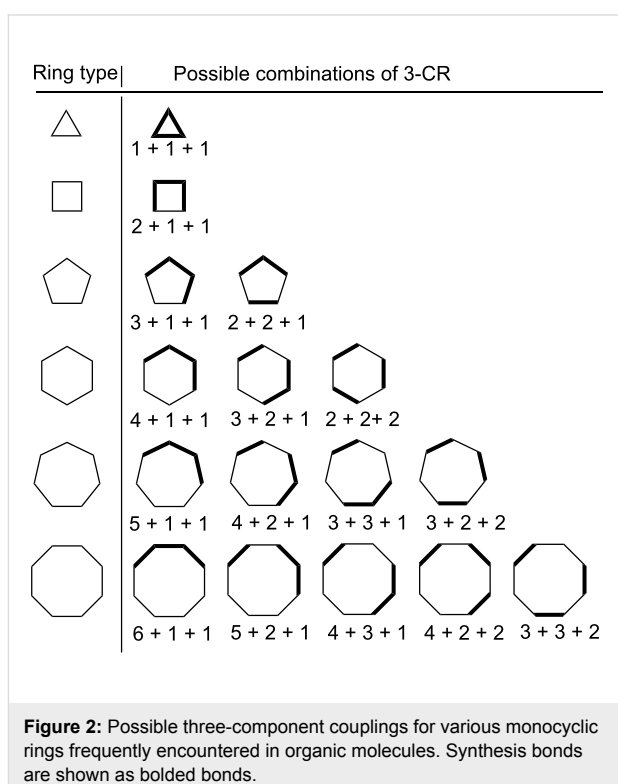 Ring type Possible combinations of 3-CR
1 + 1 + 1
2 + 1 + 1
3 + 1 + 1 2 + 2 + 1
4 + 1 + 1 3 + 2 + 1 2 + 2+ 2
5 + 1 + 1 4 + 2 + 1 3 + 3 + 1 3 + 2 + 2
6 + 1 + 1 5 + 2 + 1 4 + 3 + 1 4 + 2 + 2 3 + 3 + 2
Figure 2: Possible three-component couplings for various monocyclic
rings frequently encountered in organic molecules. Synthesis bonds
are shown as bolded bonds.